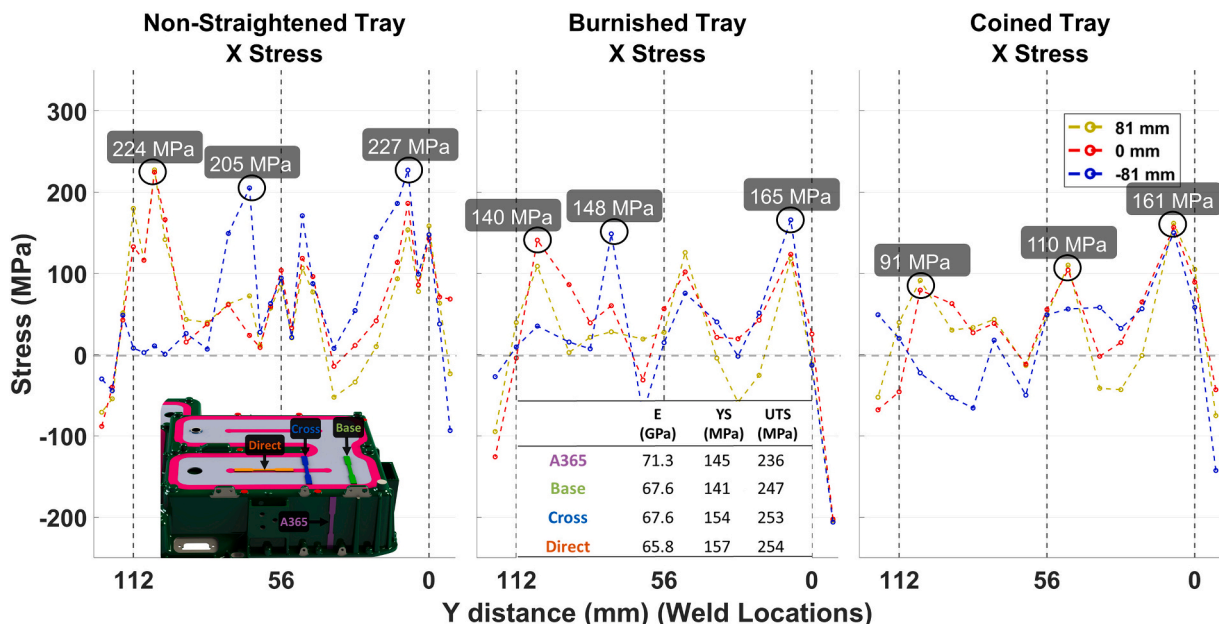 Non-Straightened Tray
X Stress
Burnished Tray
X Stress
Coined Tray
X Stress
Stress (MPa)
300
200
100
0
-100
-200
224 MPa
205 MPa
227 MPa
140 MPa
148 MPa
165 MPa
91 MPa
110 MPa
161 MPa
81 mm
0 mm
-81 mm
Direct
Cross
Base
A365
E YS UTS
(GPa) (MPa) (MPa)
A365 71.3 145 236
Base 67.6 141 247
Cross 67.6 154 253
Direct 65.8 157 254
112 56 0
112 56 0
112 56 0
Y distance (mm) (Weld Locations)